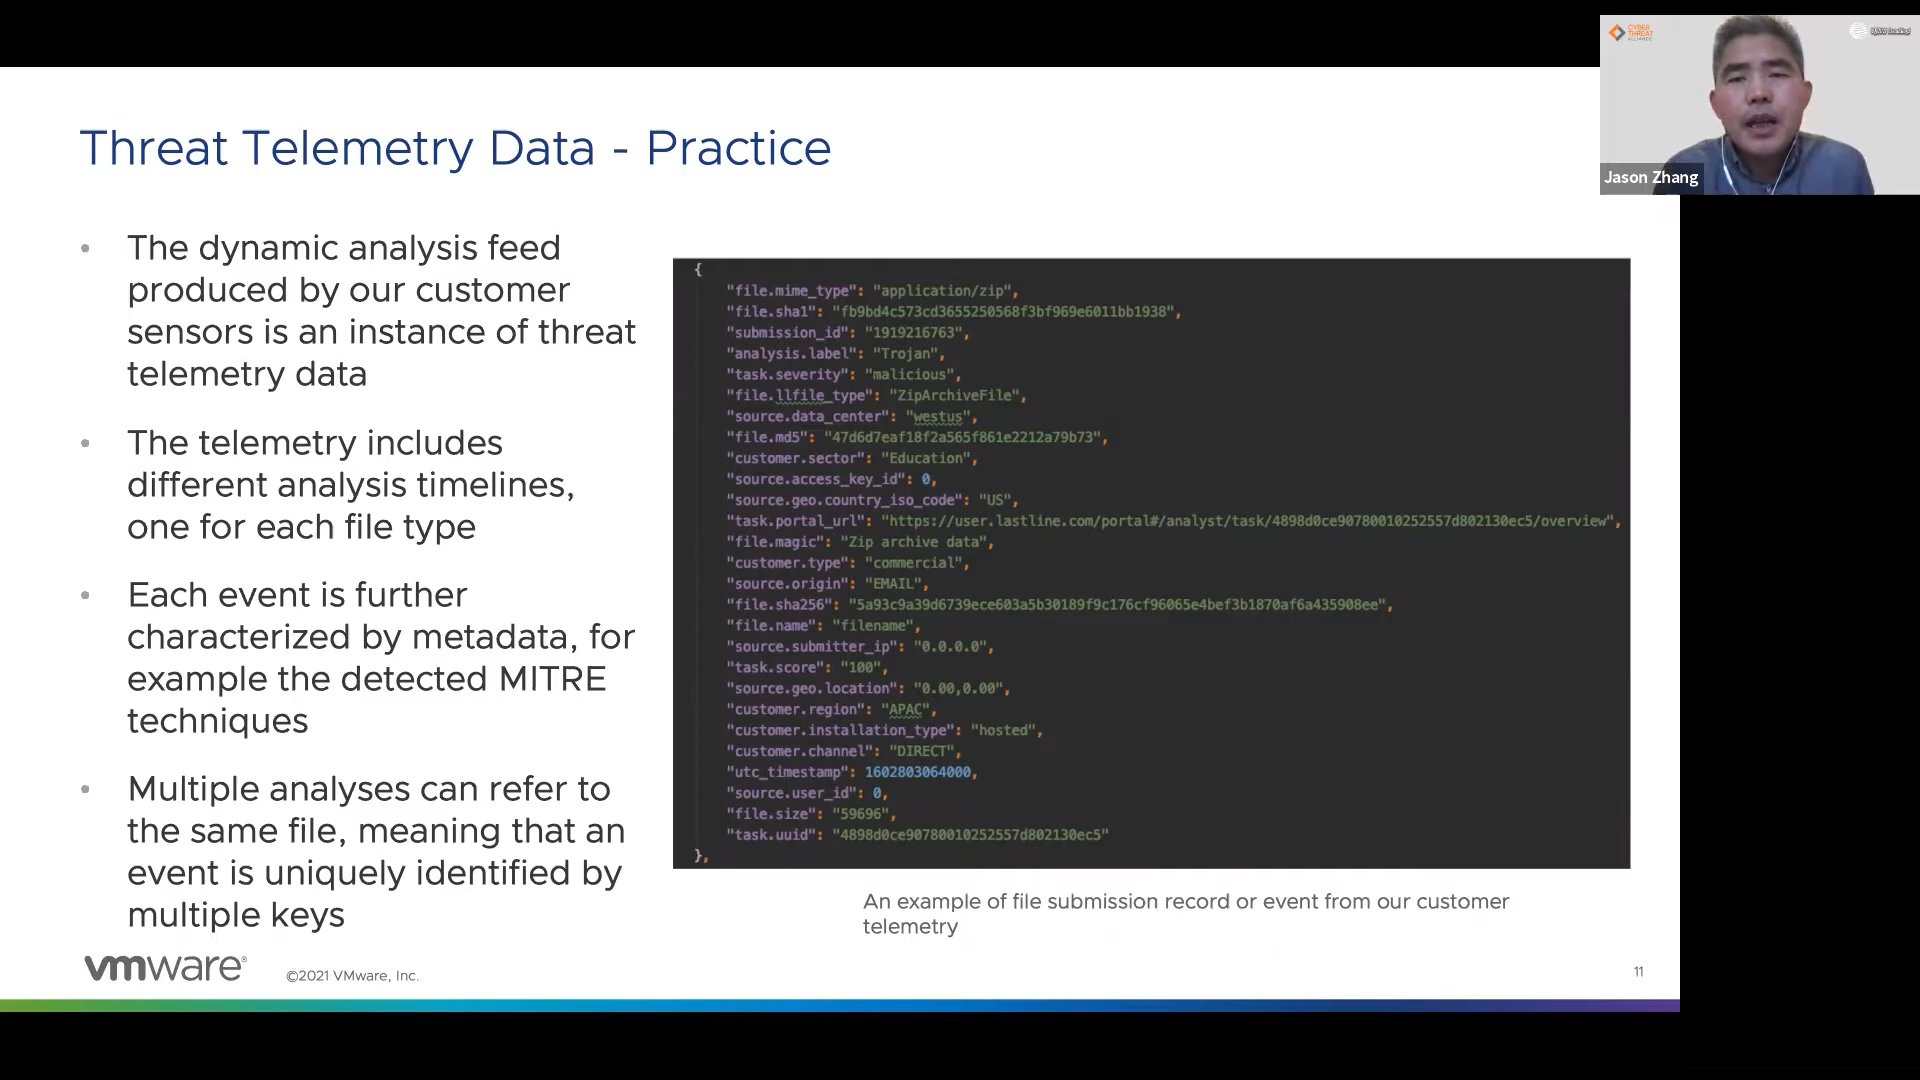 Threat Telemetry Data - Practice
• The dynamic analysis feed
produced by our customer
sensors is an instance of threat
telemetry data
• The telemetry includes
different analysis timelines,
one for each file type
• Each event is further
characterized by metadata, for
example the detected MITRE
techniques
• Multiple analyses can refer to
the same file, meaning that an
event is uniquely identified by
multiple keys
{
"file.mime_type": "application/zip",
"file.sha1": "fb9bd4c573cd3655250568f3bf969e6011bb1938",
"submission_id": "1919216763",
"analysis.label": "Trojan",
"task.severity": "malicious",
"file.llfile_type": "ZipArchiveFile",
"source.data_center": "westus",
"file.md5": "47d6d7eaf18f2a565f861e2212a79b73",
"customer.sector": "Education",
"source.access_key_id": 0,
"source.geo.country_iso_code": "US",
"task.portal_url": "https://user.lastline.com/portal#/analyst/task/4898d0ce90780010252557d802130ec5/overview",
"file.magic": "Zip archive data",
"customer.type": "commercial",
"source.origin": "EMAIL",
"file.sha256": "5a93c9a39d6739ece603a5b30189f9c176cf96065e4bef3b1870af6a435908ee",
"file.name": "filename",
"source.submitter_ip": "0.0.0.0",
"task.score": "100",
"source.geo.location": "0.00,0.00",
"customer.region": "APAC",
"customer.installation_type": "hosted",
"customer.channel": "DIRECT",
"utc_timestamp": 1602803064000,
"source.user_id": 0,
"file.size": "59696",
"task.uuid": "4898d0ce90780010252557d802130ec5"
},
An example of file submission record or event from our customer
telemetry
vmware®
©2021 VMware, Inc.
11
CYBER
THREAT
ALLIANCE
Jason Zhang